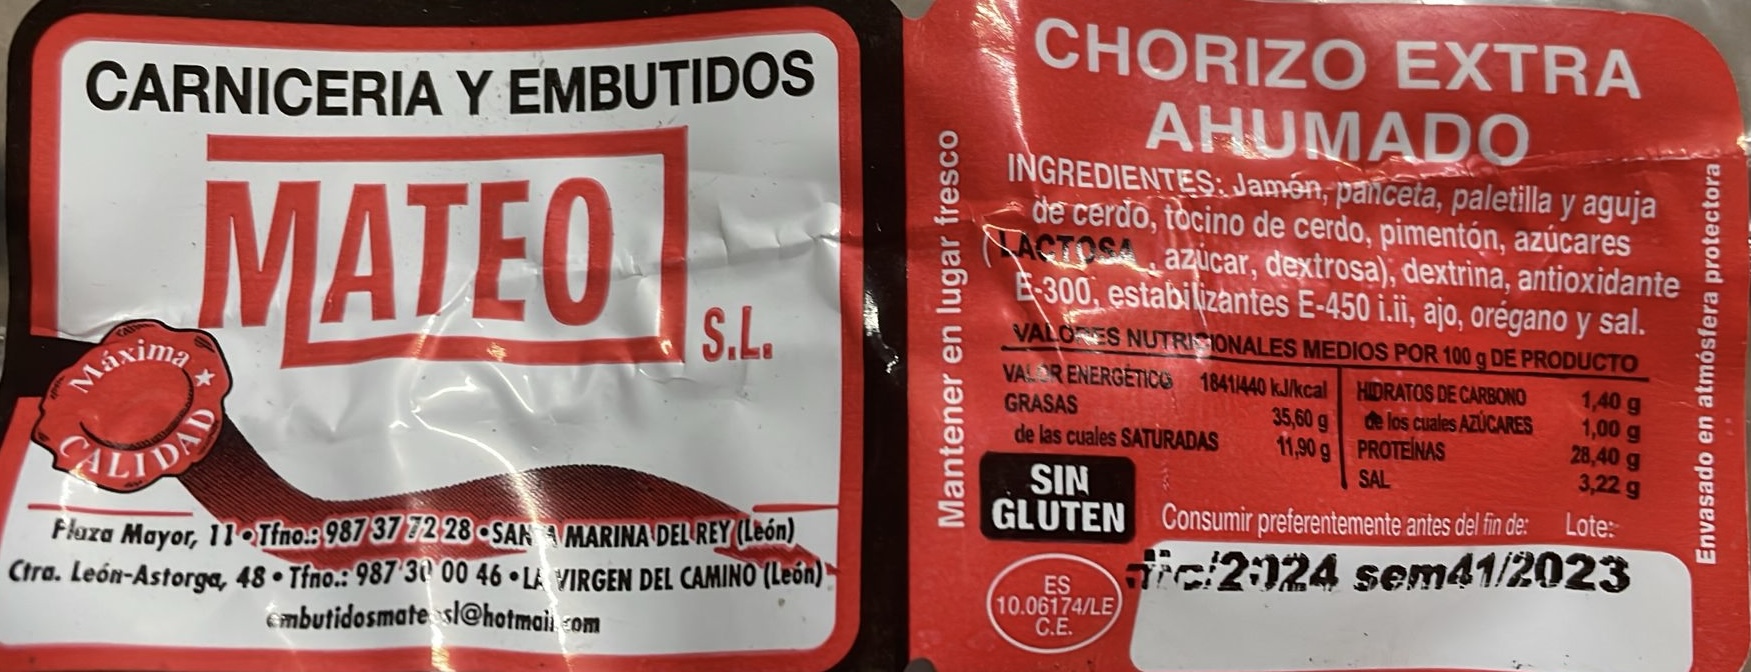 CARNICERIA Y EMBUTIDOS
MATEO
S.L.
Máxima
CALIDAD
Plaza Mayor, 11 • Tfno.: 987 37 72 28 • SANTA MARINA DEL REY (León)
Ctra. León-Astorga, 48 • Tfno.: 987 30 00 46 • LA VIRGEN DEL CAMINO (León)
embutidosmateosl@hotmail.com
Mantener en lugar fresco
CHORIZO EXTRA
AHUMADO
INGREDIENTES: Jamón, panceta, paletilla y aguja
de cerdo, tocino de cerdo, pimentón, azúcares
(LACTOSA, azúcar, dextrosa), dextrina, antioxidante
E-300, estabilizantes E-450 i.ii, ajo, orégano y sal.
VALORES NUTRICIONALES MEDIOS POR 100 g DE PRODUCTO
VALOR ENERGÉTICO 1841/440 kJ/kcal
GRASAS 35,60 g
de las cuales SATURADAS 11,90 g
HIDRATOS DE CARBONO 1,40 g
de los cuales AZÚCARES 1,00 g
PROTEÍNAS 28,40 g
SAL 3,22 g
SIN
GLUTEN
Consumir preferentemente antes del fin de: Lote:
dic/2024 sem41/2023
ES
10.06174/LE
C.E.
Envasado en atmósfera protectora